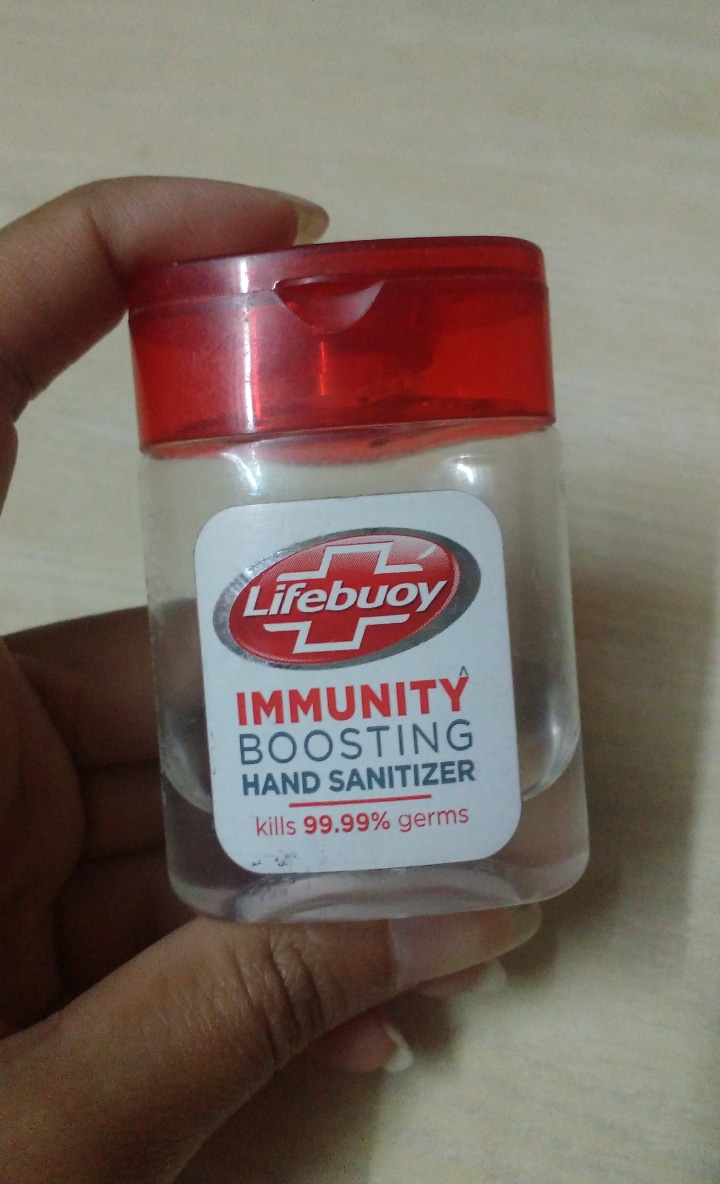 Lifebuoy
IMMUNITY^
BOOSTING
HAND SANITIZER
kills 99.99% germs